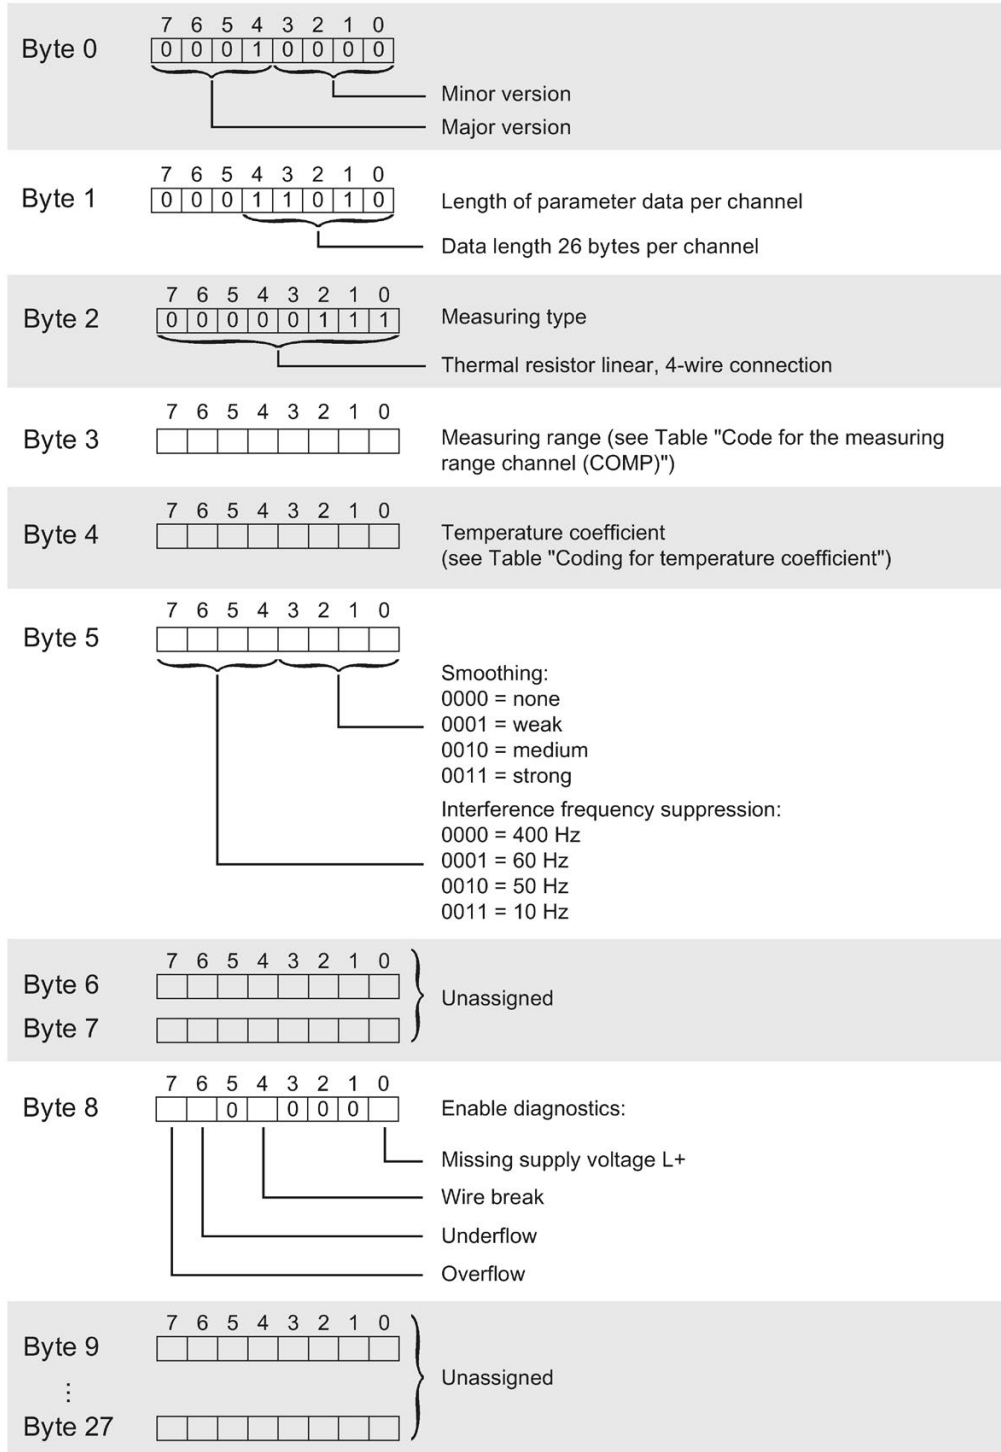 7 6 5 4 3 2 1 0
Byte 0
0 0 0 1 0 0 0 0
Minor version
Major version
7 6 5 4 3 2 1 0
Byte 1
0 0 0 1 1 0 1 0
Length of parameter data per channel
Data length 26 bytes per channel
7 6 5 4 3 2 1 0
Byte 2
0 0 0 0 0 1 1 1
Measuring type
Thermal resistor linear, 4-wire connection
7 6 5 4 3 2 1 0
Byte 3
Measuring range (see Table "Code for the measuring
range channel (COMP)")
7 6 5 4 3 2 1 0
Byte 4
Temperature coefficient
(see Table "Coding for temperature coefficient")
7 6 5 4 3 2 1 0
Byte 5
Smoothing:
0000 = none
0001 = weak
0010 = medium
0011 = strong
Interference frequency suppression:
0000 = 400 Hz
0001 = 60 Hz
0010 = 50 Hz
0011 = 10 Hz
7 6 5 4 3 2 1 0
Byte 6
Unassigned
Byte 7
7 6 5 4 3 2 1 0
Byte 8
0 0 0 0
Enable diagnostics:
Missing supply voltage L+
Wire break
Underflow
Overflow
7 6 5 4 3 2 1 0
Byte 9
Unassigned
⋮
Byte 27